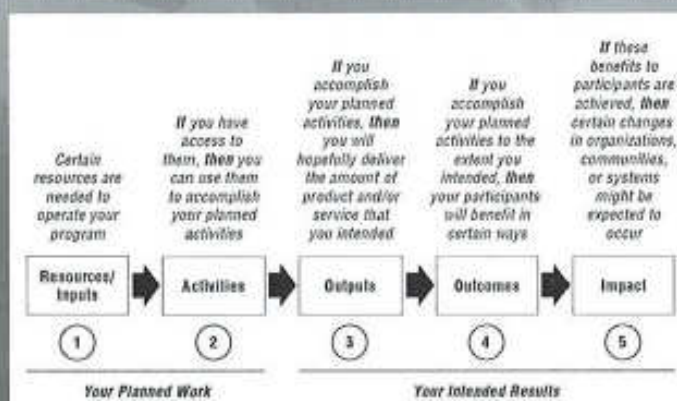 Certain
resources are
needed to
operate your
program
If you have
access to
them, then you
can use them
to accomplish
your planned
activities
If you
accomplish
your planned
activities, then
you will
hopefully deliver
the amount of
product and/or
service that
you intended
If you
accomplish
your planned
activities to the
extent you
intended, then
your participants
will benefit in
certain ways
If these
benefits to
participants are
achieved, then
certain changes
in organizations,
communities,
or systems
might be
expected to
occur
Resources/
Inputs
Activities
Outputs
Outcomes
Impact
1
2
3
4
5
Your Planned Work
Your Intended Results